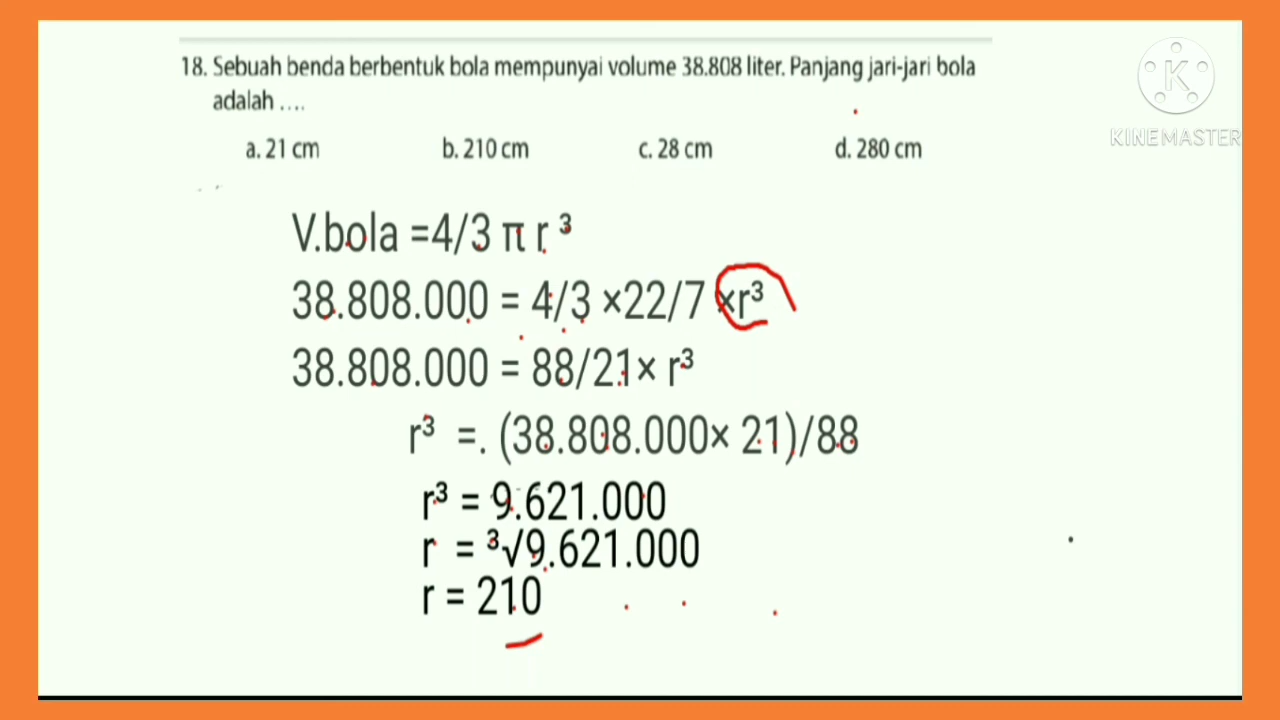 18. Sebuah benda berbentuk bola mempunyai volume 38.808 liter. Panjang jari-jari bola
adalah ....
a. 21 cm b. 210 cm c. 28 cm d. 280 cm
K
KINEMASTER
V.bola =4/3 π r ³
38.808.000 = 4/3 ×22/7 ×r³
38.808.000 = 88/21× r³
r³ =. (38.808.000× 21)/88
r³ = 9.621.000
r = ³√9.621.000
r = 210